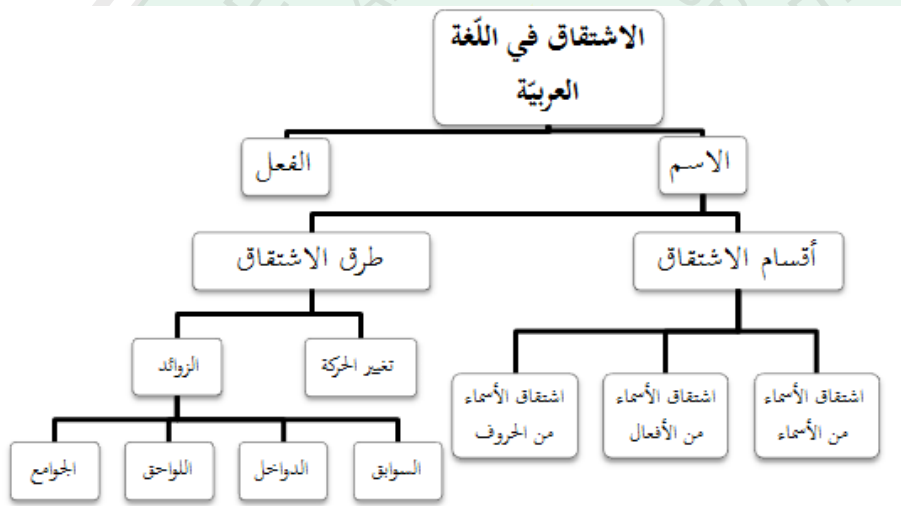 الاشتقاق في اللّغة
العربيّة
الاسم
الفعل
أقسام الاشتقاق
طرق الاشتقاق
تغيير الحركة
الزوائد
اشتقاق الأسماء
من الأسماء
اشتقاق الأسماء
من الأفعال
اشتقاق الأسماء
من الحروف
السوابق
الدواخل
اللواحق
الجوامع